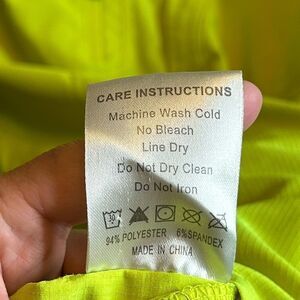 CARE INSTRUCTIONS
Machine Wash Cold
No Bleach
Line Dry
Do Not Dry Clean
Do Not Iron
94% POLYESTER 6%SPANDEX
MADE IN CHINA